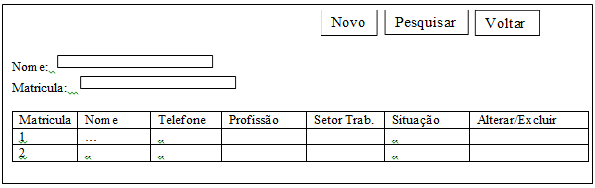 Novo Pesquisar Voltar
Nome:
Matricula:
Matricula Nome Telefone Profissão Setor Trab. Situação Alterar/Excluir
1 ...
2